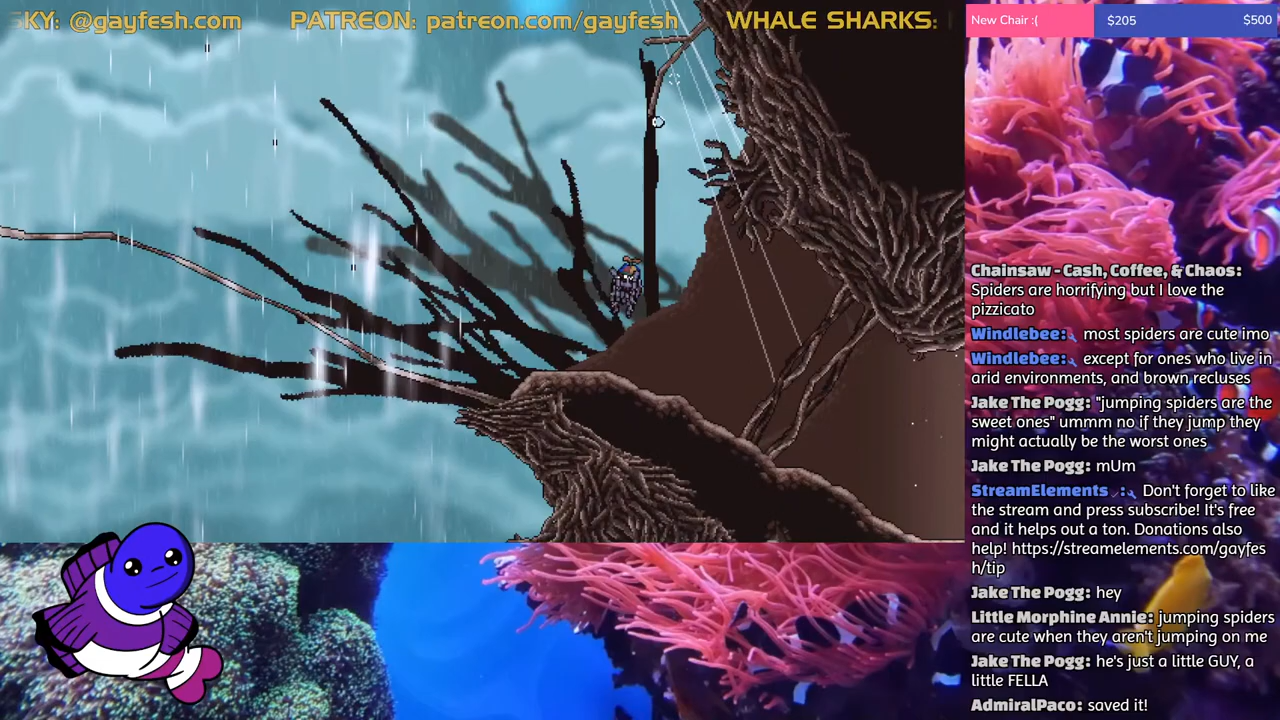 KY: @gayfesh.com PATREON: patreon.com/gayfesh WHALE SHARKS:
New Chair :( $205 $500
Chainsaw - Cash, Coffee, & Chaos:
Spiders are horrifying but I love the
pizzicato
Windlebee: most spiders are cute imo
Windlebee: except for ones who live in
arid environments, and brown recluses
Jake The Pogg: "jumping spiders are the
sweet ones" ummm no if they jump they
might actually be the worst ones
Jake The Pogg: mUm
StreamElements : Don't forget to like
the stream and press subscribe! It's free
and it helps out a ton. Donations also
help! https://streamelements.com/gayfes
h/tip
Jake The Pogg: hey
Little Morphine Annie: jumping spiders
are cute when they aren't jumping on me
Jake The Pogg: he's just a little GUY, a
little FELLA
AdmiralPaco: saved it!